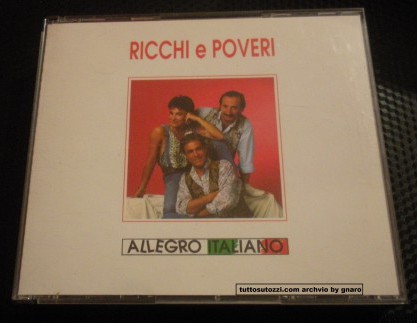 RICCHI e POVERI
ALLEGRO ITALIANO
tuttosutozzi.com archvio by gnaro